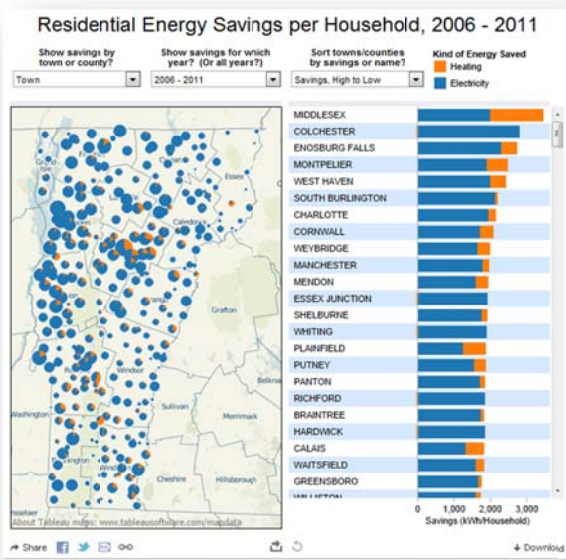 Residential Energy Savings per Household, 2006 - 2011
Show savings by
town or county?
Show savings for which
year? (Or all years?)
Sort towns/counties
by savings or name?
Kind of Energy Saved
Heating
Electricity
Town
2006 - 2011
Savings, High to Low
MIDDLESEX
COLCHESTER
ENOSBURG FALLS
MONTPELIER
WEST HAVEN
SOUTH BURLINGTON
CHARLOTTE
CORNWALL
WEYBRIDGE
MANCHESTER
MENDON
ESSEX JUNCTION
SHELBURNE
WHITING
PLAINFIELD
PUTNEY
PANTON
RICHFORD
BRAINTREE
HARDWICK
CALAIS
WAITSFIELD
GREENSBORO
WILLISTON
0 1,000 2,000 3,000
Savings (kWh/Household)
Essex
Caledonia
Grafton
Windsor
Sullivan
Merrimack
Washington
Cheshire
Hillsborough
About Tableau maps: www.tableausoftware.com/mapdata
Share
Download